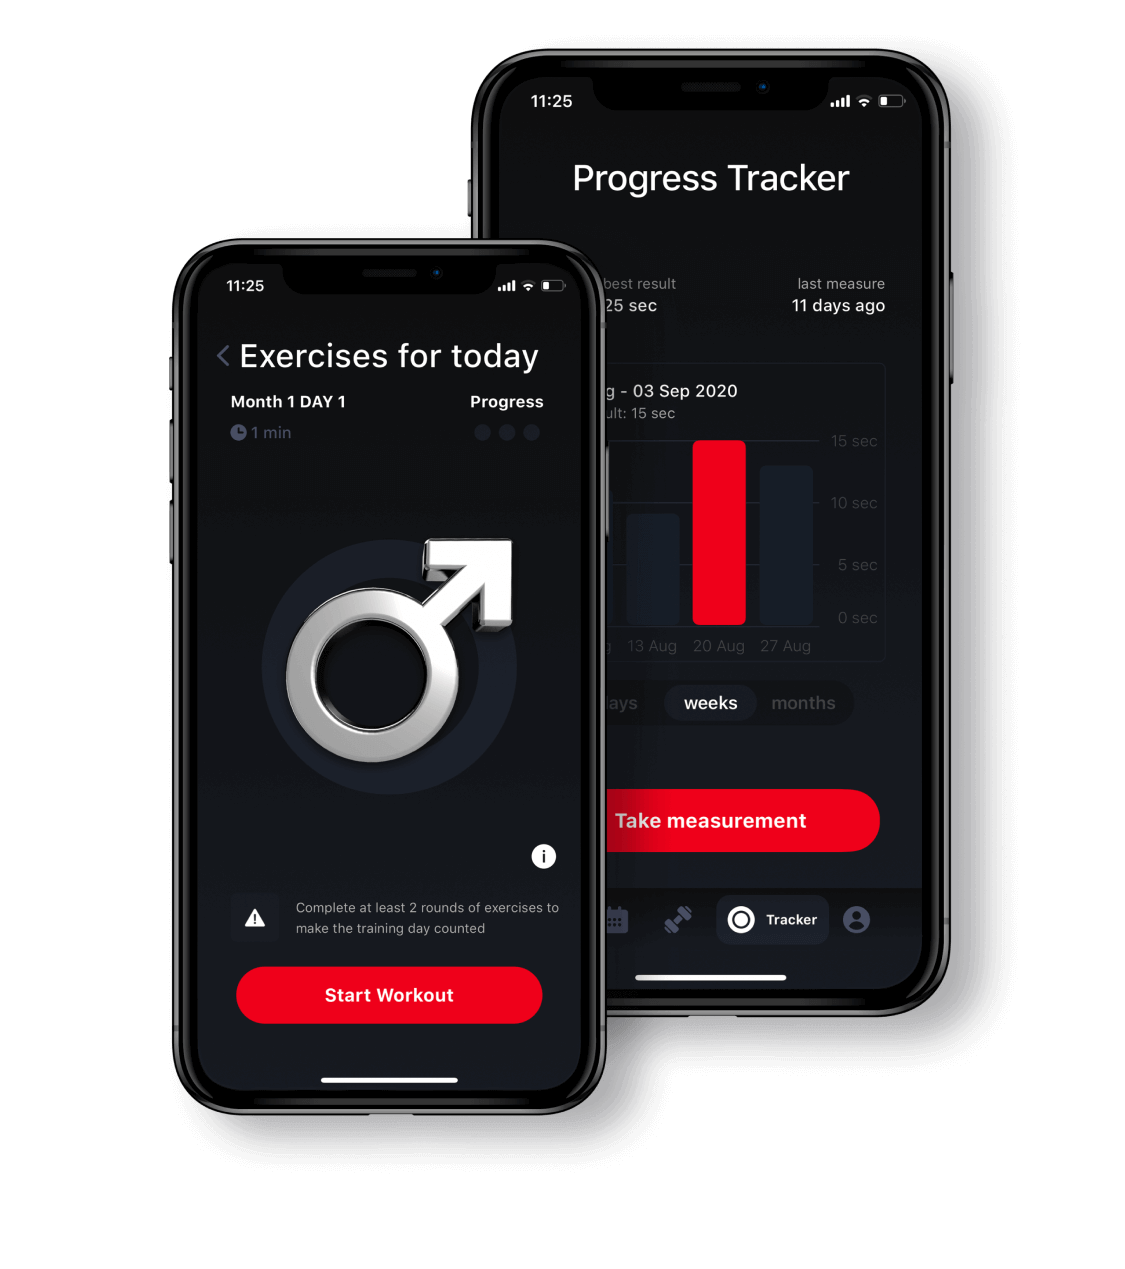 11:25
Progress Tracker
best result
25 sec
last measure
11 days ago
- 03 Sep 2020
15 sec
15 sec
10 sec
5 sec
0 sec
13 Aug
20 Aug
27 Aug
weeks
months
Take measurement
Tracker
11:25
Exercises for today
Month 1 DAY 1
Progress
1 min
i
Complete at least 2 rounds of exercises to
make the training day counted
Start Workout